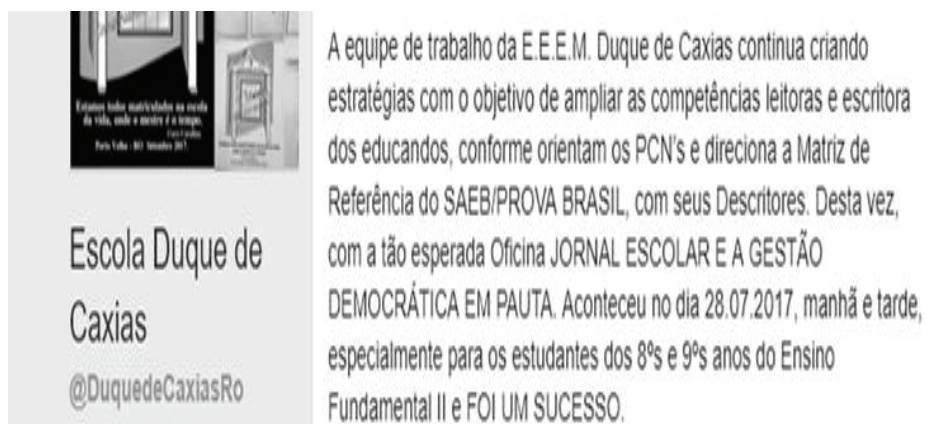 Estamos todos matriculados na escola
da vida, onde o mestre é o tempo.
Cora Coralina
Porto Velha - RO Setembro 2017.
Escola Duque de
Caxias
@DuquedeCaxiasRo
A equipe de trabalho da E.E.E.M. Duque de Caxias continua criando
estratégias com o objetivo de ampliar as competências leitoras e escritora
dos educandos, conforme orientam os PCN's e direciona a Matriz de
Referência do SAEB/PROVA BRASIL, com seus Descritores. Desta vez,
com a tão esperada Oficina JORNAL ESCOLAR E A GESTÃO
DEMOCRÁTICA EM PAUTA. Aconteceu no dia 28.07.2017, manhã e tarde,
especialmente para os estudantes dos 8ºs e 9ºs anos do Ensino
Fundamental II e FOI UM SUCESSO.